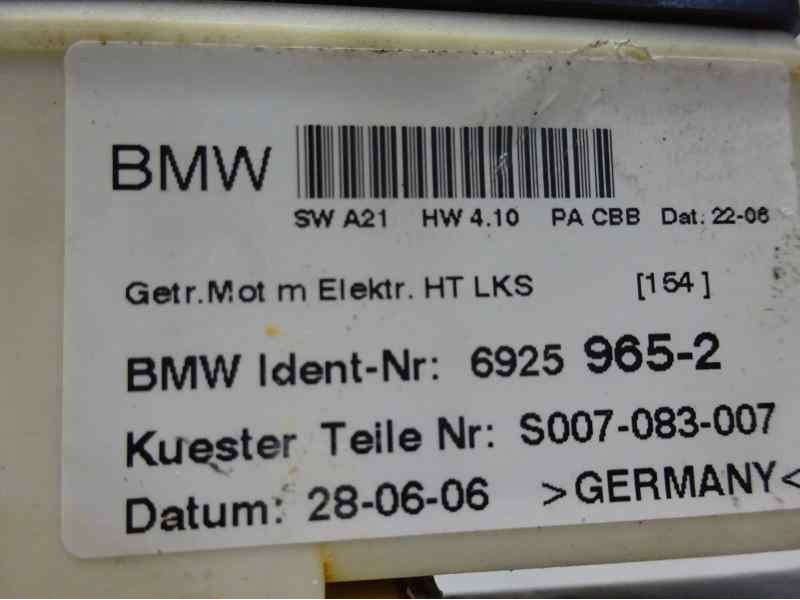 BMW
SW A21 HW 4.10 PA CBB Dat: 22-06
Getr.Mot m Elektr. HT LKS [154]
BMW Ident-Nr: 6925 965-2
Kuester Teile Nr: S007-083-007
Datum: 28-06-06 >GERMANY<